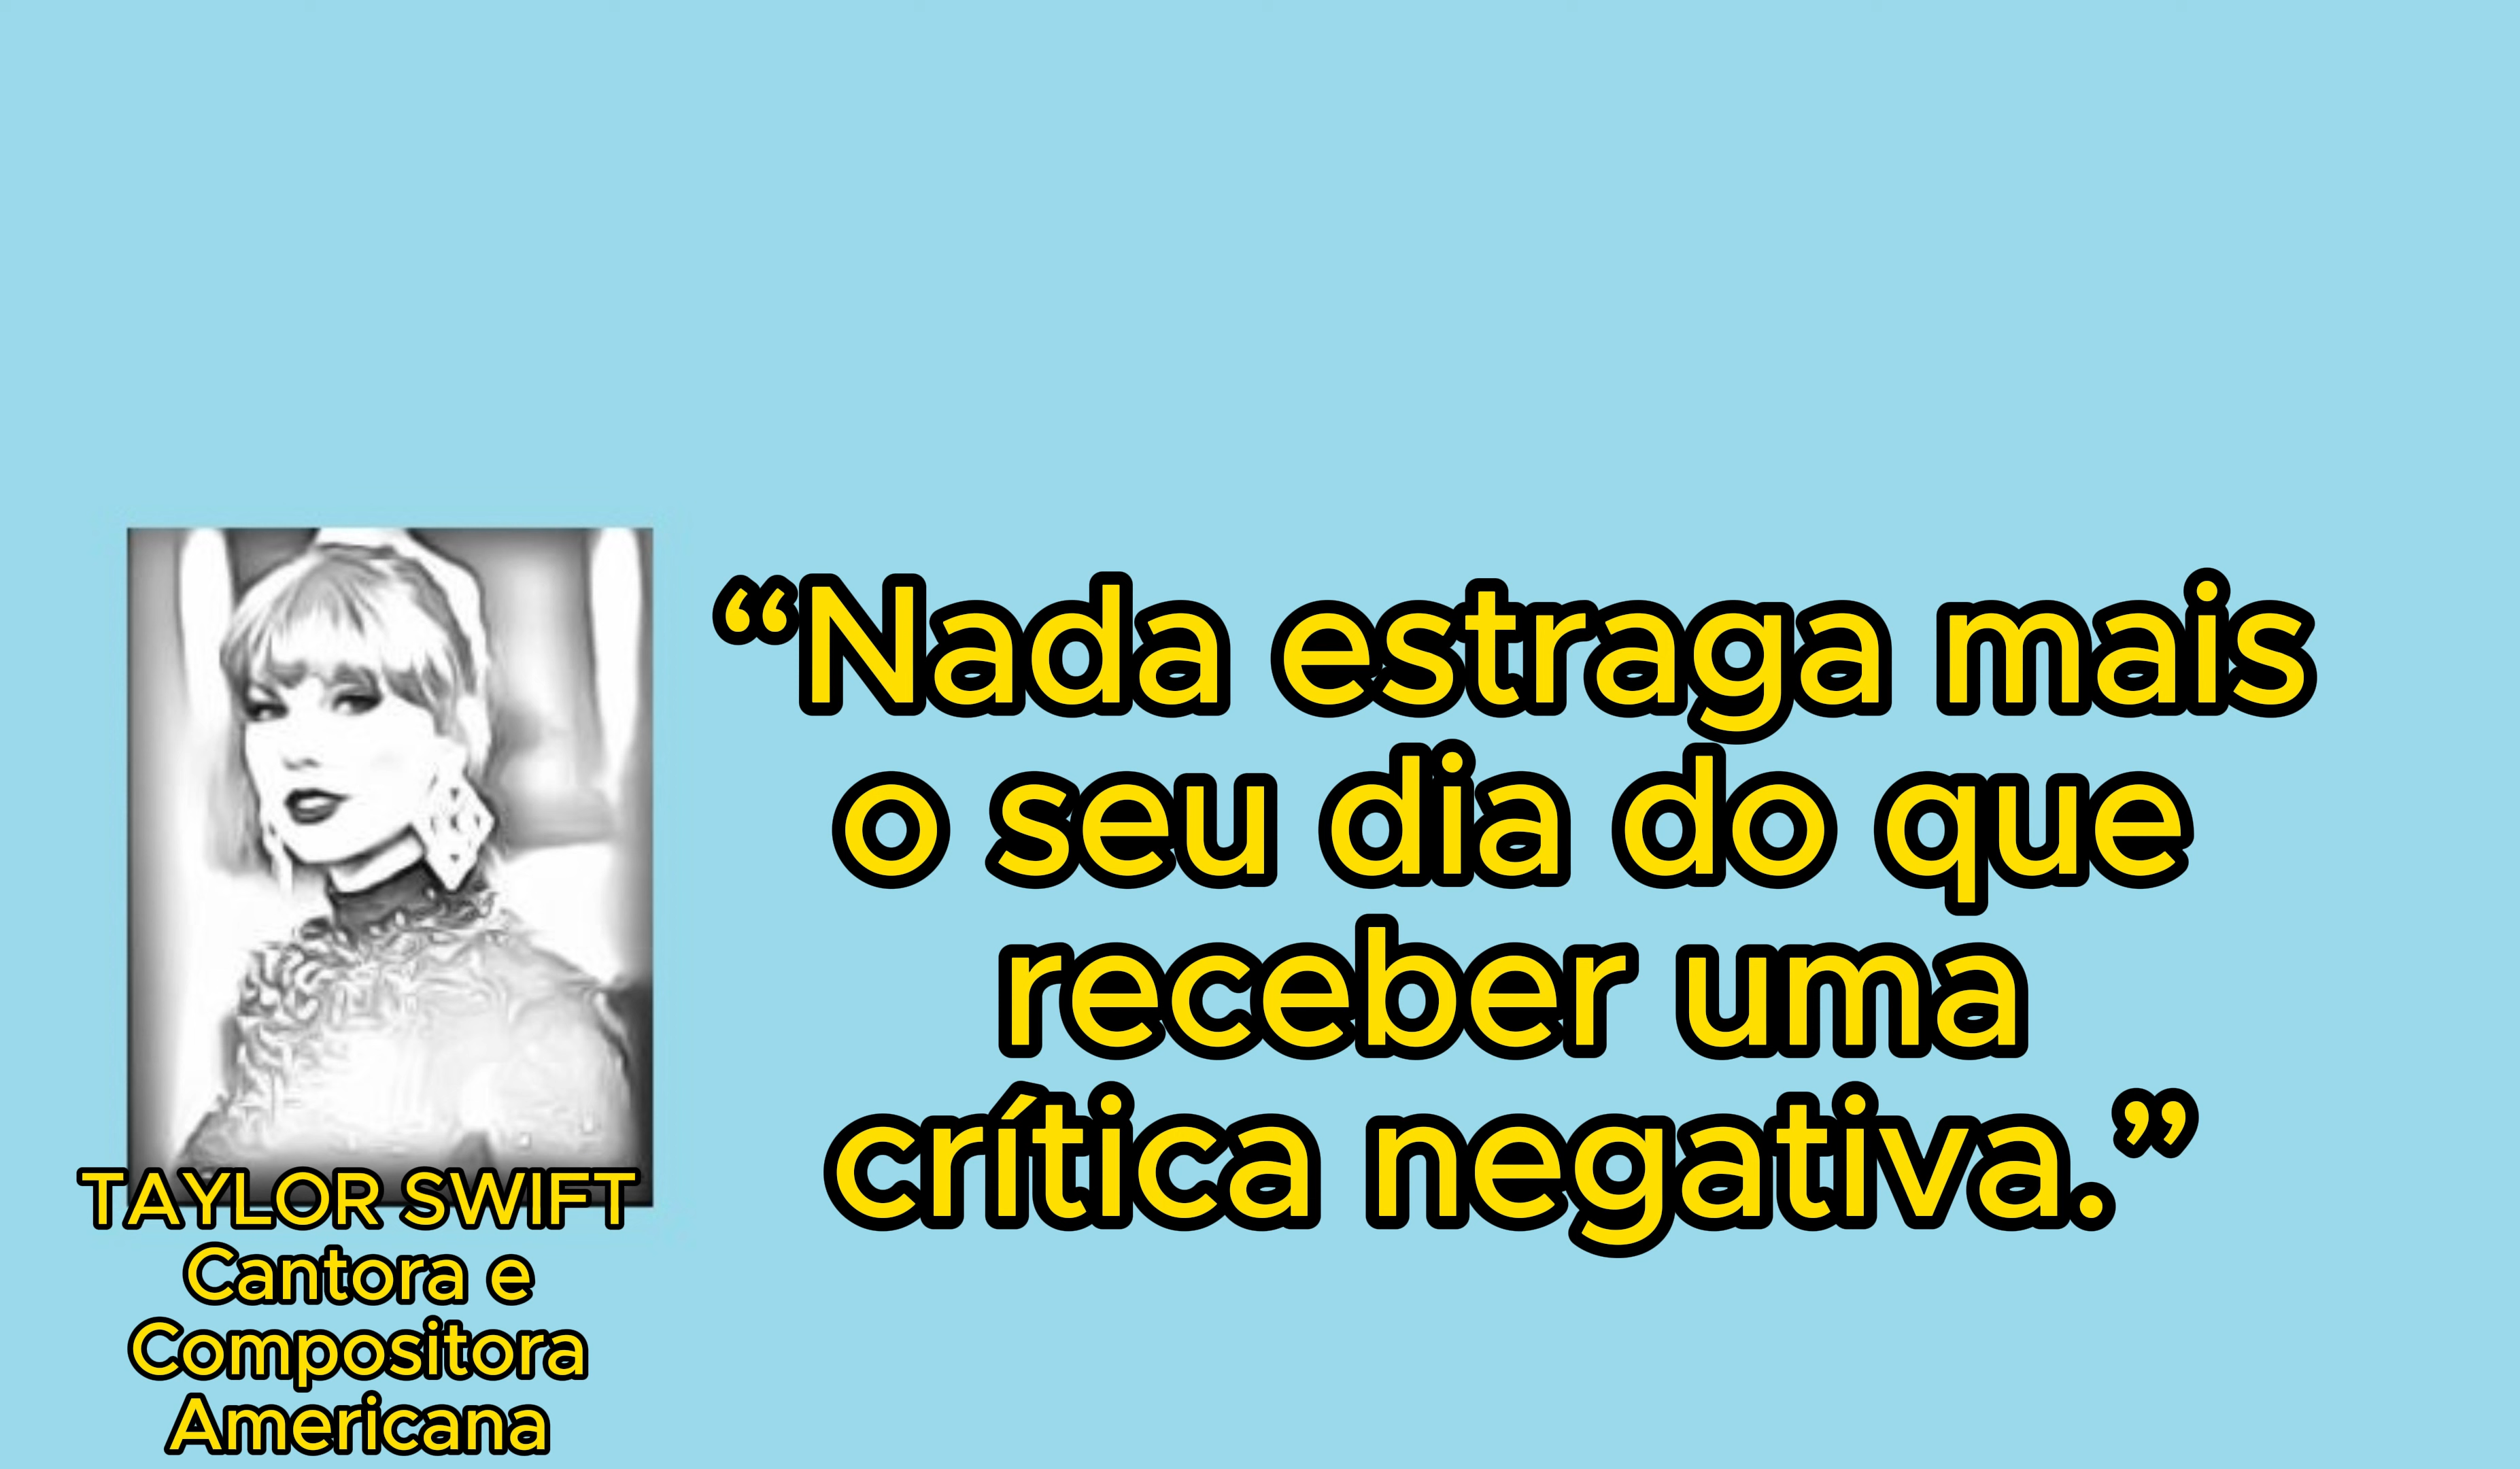 “Nada estraga mais
o seu dia do que
receber uma
crítica negativa.”
TAYLOR SWIFT
Cantora e
Compositora
Americana